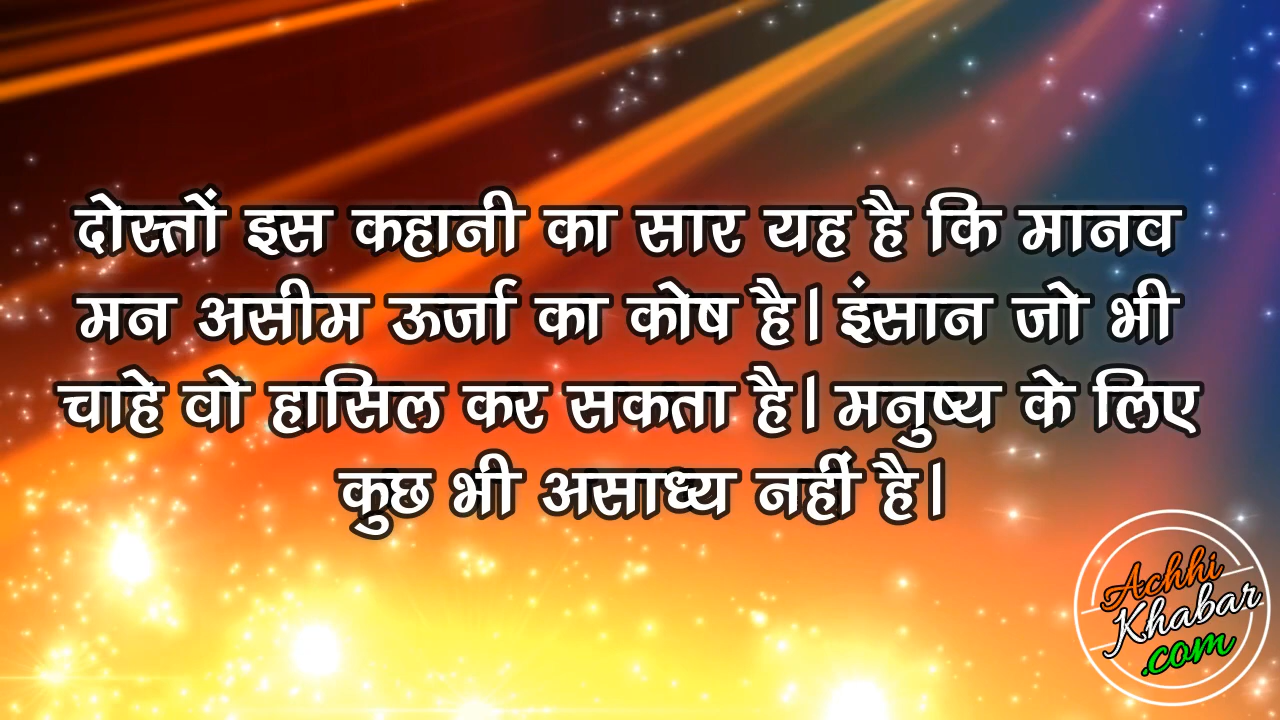 दोस्तों इस कहानी का सार यह है कि मानव
मन असीम ऊर्जा का कोष है। इंसान जो भी
चाहे वो हासिल कर सकता है। मनुष्य के लिए
कुछ भी असाध्य नहीं है।
Achhi
Khabar
.com